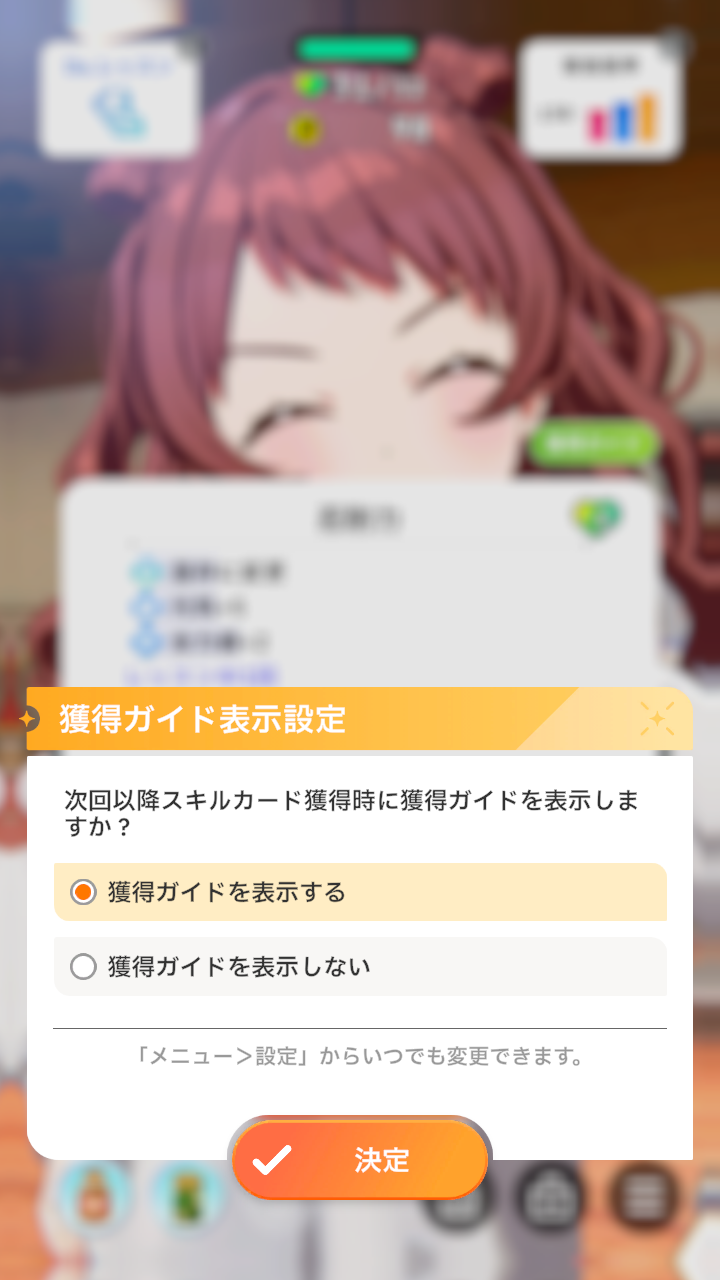 獲得ガイド表示設定
次回以降スキルカード獲得時に獲得ガイドを表示しま
すか？
獲得ガイドを表示する
獲得ガイドを表示しない
「メニュー＞設定」からいつでも変更できます。
決定